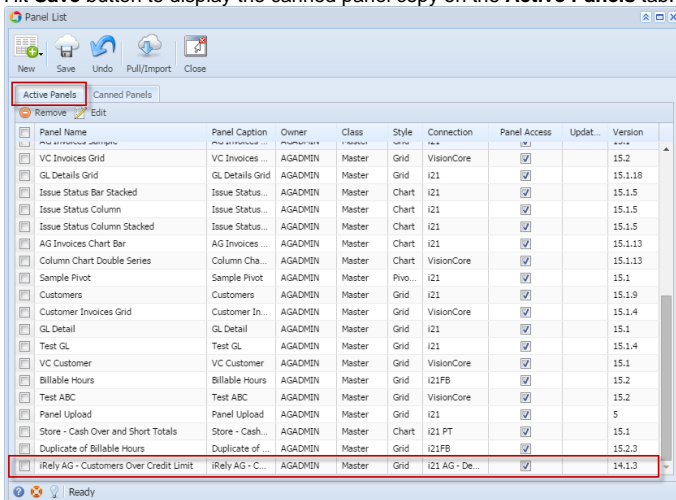 Hit Save button to display the canned panel copy on the Active Panels tab
Panel List
New Save Undo Pull/Import Close
Active Panels Canned Panels
Remove Edit
Panel Name Panel Caption Owner Class Style Connection Panel Access Updat... Version
AG Invoices Sample AG Invoices ... AGADMIN Master Grid i21 15.1
VC Invoices Grid VC Invoices ... AGADMIN Master Grid VisionCore 15.2
GL Details Grid GL Details Grid AGADMIN Master Grid i21 15.1.18
Issue Status Bar Stacked Issue Status... AGADMIN Master Chart i21 15.1.5
Issue Status Column Issue Status... AGADMIN Master Chart i21 15.1.5
Issue Status Column Stacked Issue Status... AGADMIN Master Chart i21 15.1.5
AG Invoices Chart Bar AG Invoices ... AGADMIN Master Chart i21 15.1.13
Column Chart Double Series Column Cha... AGADMIN Master Chart VisionCore 15.1.13
Sample Pivot Sample Pivot AGADMIN Master Pivo... i21 15.1
Customers Customers AGADMIN Master Grid i21 15.1.9
Customer Invoices Grid Customer In... AGADMIN Master Grid VisionCore 15.1.4
GL Detail GL Detail AGADMIN Master Grid i21 15.1
Test GL Test GL AGADMIN Master Grid i21 15.1.4
VC Customer VC Customer AGADMIN Master Grid VisionCore 15.1
Billable Hours Billable Hours AGADMIN Master Grid i21FB 15.2
Test ABC Test ABC AGADMIN Master Grid VisionCore 15.2
Panel Upload Panel Upload AGADMIN Master Grid i21 5
Store - Cash Over and Short Totals Store - Cash... AGADMIN Master Chart i21 PT 15.1
Duplicate of Billable Hours Duplicate of ... AGADMIN Master Grid i21FB 15.2.3
iRely AG - Customers Over Credit Limit iRely AG - C... AGADMIN Master Grid i21 AG - De... 14.1.3
Ready